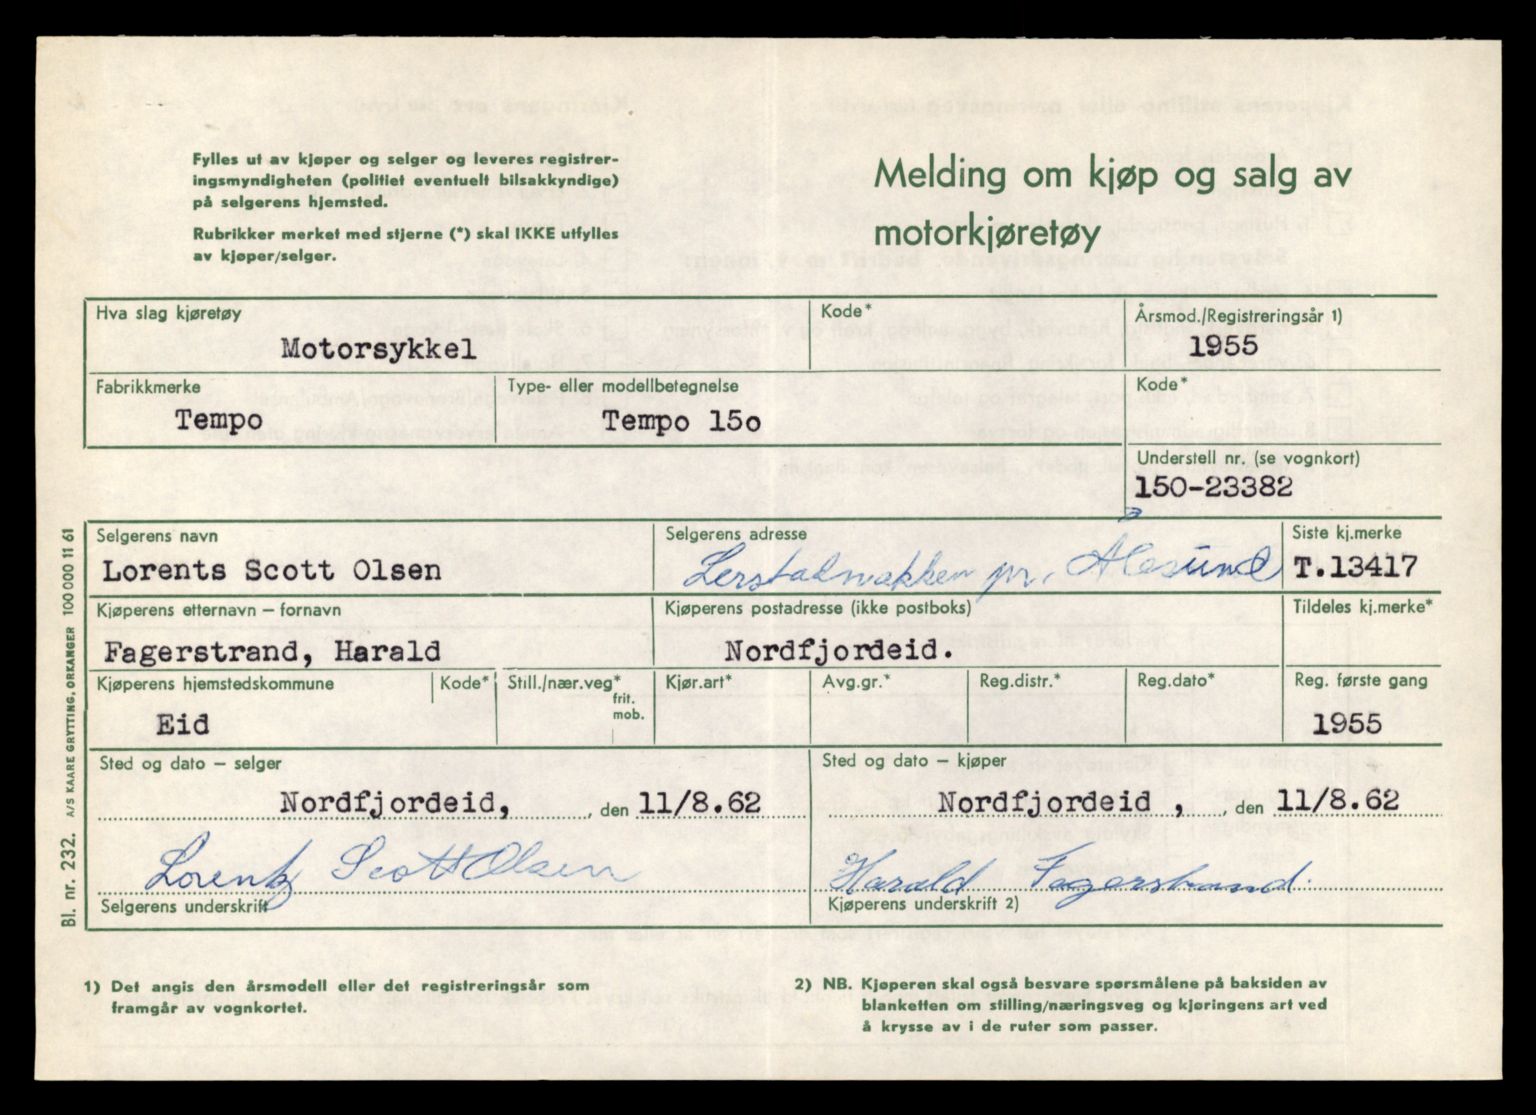 Fylles ut av kjøper og selger og leveres registrer-
ingsmyndigheten (politiet eventuelt bilsakkyndige)
på selgerens hjemsted.
Rubrikker merket med stjerne (*) skal IKKE utfylles
av kjøper/selger.
Melding om kjøp og salg av
motorkjøretøy
Hva slag kjøretøy
Motorsykkel
Kode*
Årsmod./Registreringsår 1)
1955
Fabrikkmerke
Tempo
Type- eller modellbetegnelse
Tempo 15o
Kode*
Understell nr. (se vognkort)
150-23382
Selgerens navn
Lorents Scott Olsen
Selgerens adresse
Lerstadnakken pr. Ålesund
Siste kj.merke
T.13417
Kjøperens etternavn – fornavn
Fagerstrand, Harald
Kjøperens postadresse (ikke postboks)
Nordfjordeid.
Tildeles kj.merke*
Kjøperens hjemstedskommune
Eid
Kode*
Still./nær.veg*
frit.
mob.
Kjør.art*
Avg.gr.*
Reg.distr.*
Reg.dato*
Reg. første gang
1955
Sted og dato – selger
Nordfjordeid, , den 11/8.62
Sted og dato – kjøper
Nordfjordeid , , den 11/8.62
Lorentz Scott Olsen
Selgerens underskrift
Harald Fagerstrand.
Kjøperens underskrift 2)
1) Det angis den årsmodell eller det registreringsår som
framgår av vognkortet.
2) NB. Kjøperen skal også besvare spørsmålene på baksiden av
blanketten om stilling/næringsveg og kjøringens art ved
å krysse av i de ruter som passer.
Bl. nr. 232. A/S KAARE GRYTTING, ORKANGER 100 000 11 61